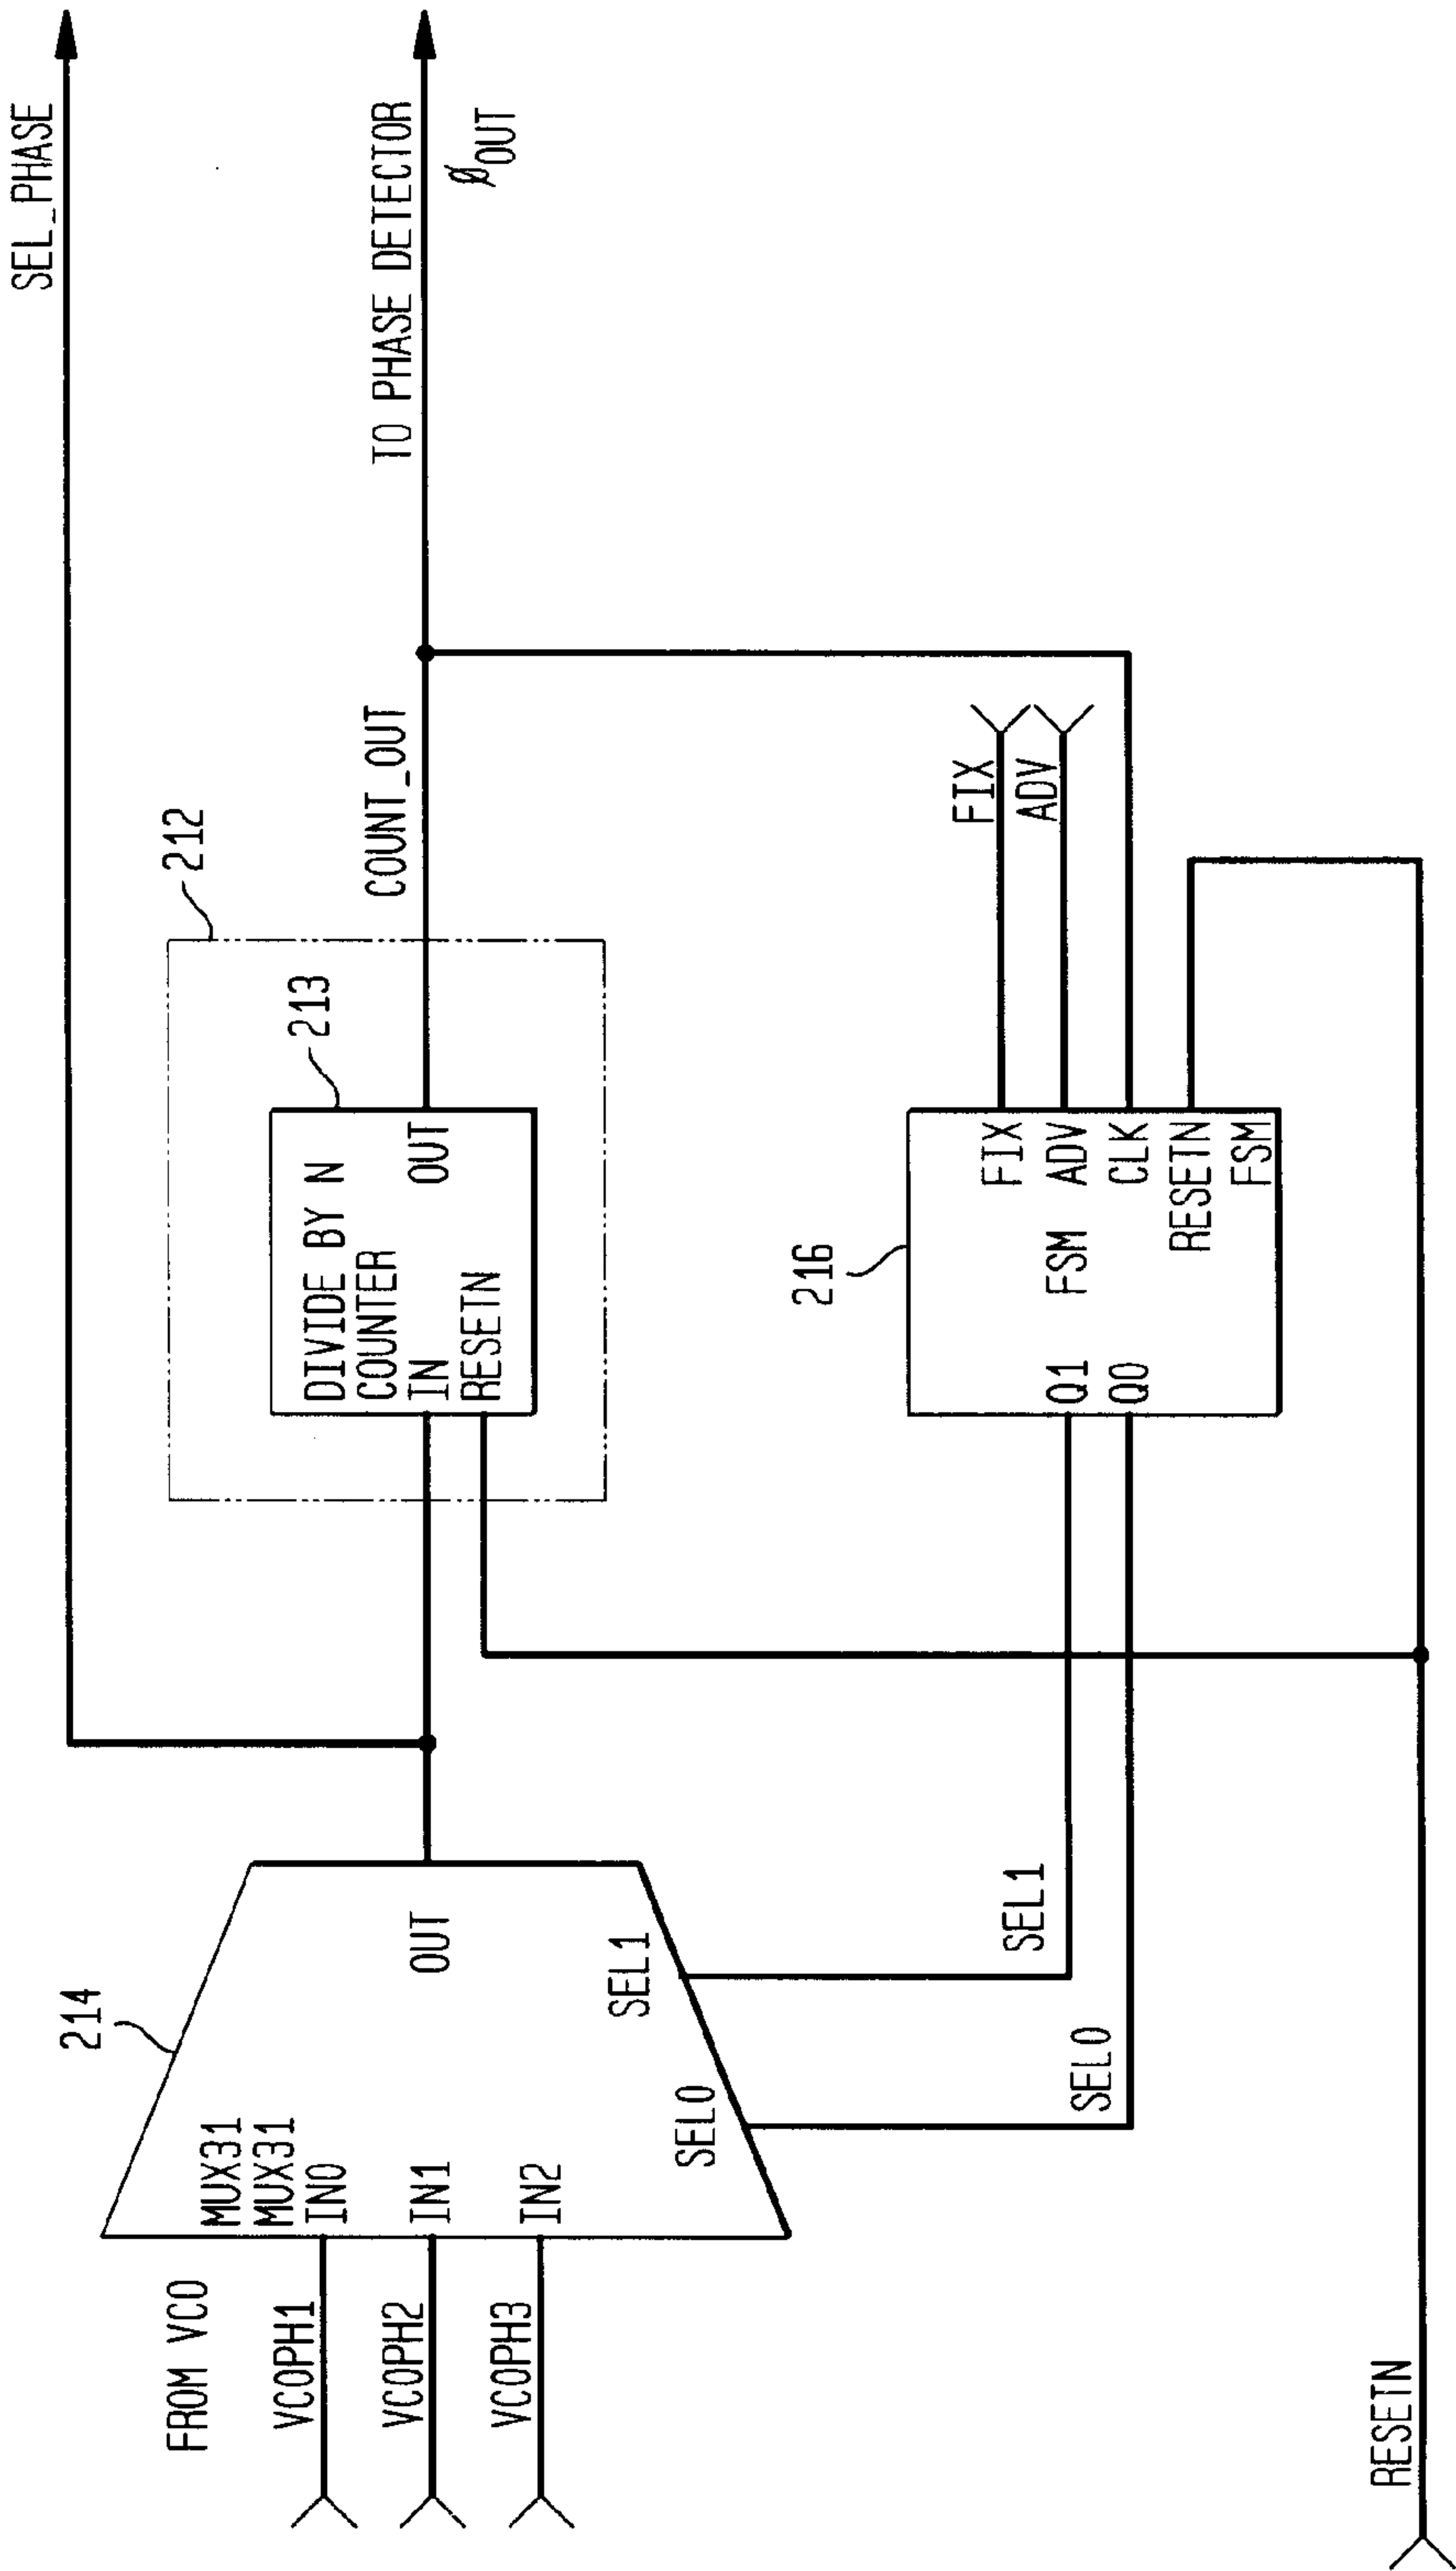 SEL_PHASE
TO PHASE DETECTOR
Ø OUT
COUNT_OUT
212
213
DIVIDE BY N
COUNTER
IN
OUT
RESETN
214
MUX31
MUX31
IN0
IN1
IN2
OUT
SEL0
SEL1
FROM VCO
VCOPH1
VCOPH2
VCOPH3
SEL1
SEL0
216
Q1
Q0
FSM
FIX
ADV
CLK
RESETN
FSM
FIX
ADV
RESETN